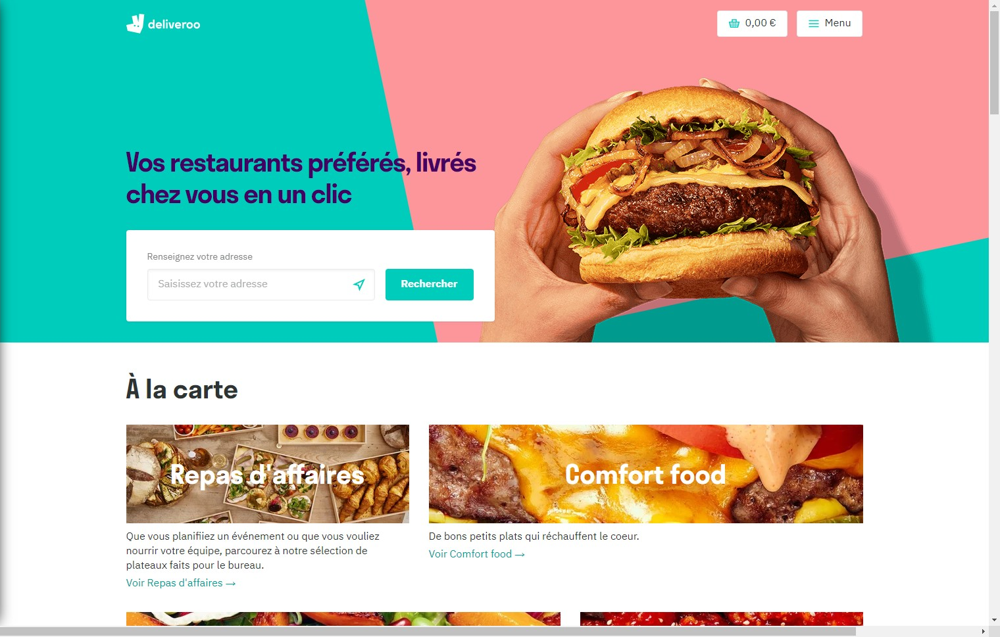 deliveroo
0,00 €
Menu
Vos restaurants préférés, livrés
chez vous en un clic
Renseignez votre adresse
Saisissez votre adresse
Rechercher
À la carte
Repas d'affaires
Que vous planifiiez un événement ou que vous vouliez
nourrir votre équipe, parcourez à notre sélection de
plateaux faits pour le bureau.
Voir Repas d'affaires →
Comfort food
De bons petits plats qui réchauffent le coeur.
Voir Comfort food →